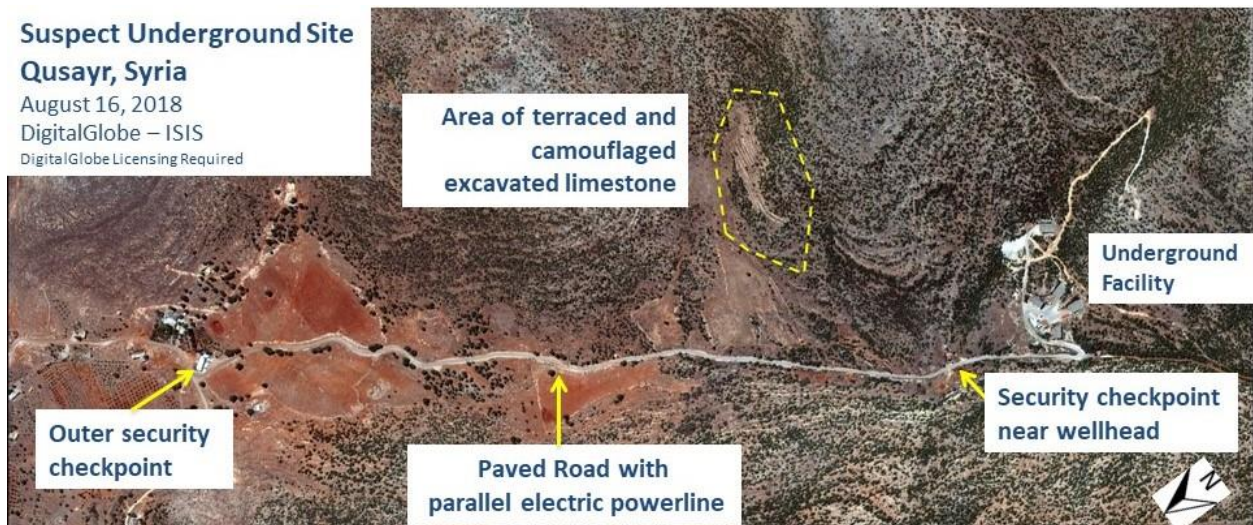 Suspect Underground Site
Qusayr, Syria
August 16, 2018
DigitalGlobe – ISIS
DigitalGlobe Licensing Required
Area of terraced and
camouflaged
excavated limestone
Underground
Facility
Outer security
checkpoint
Paved Road with
parallel electric powerline
Security checkpoint
near wellhead
N